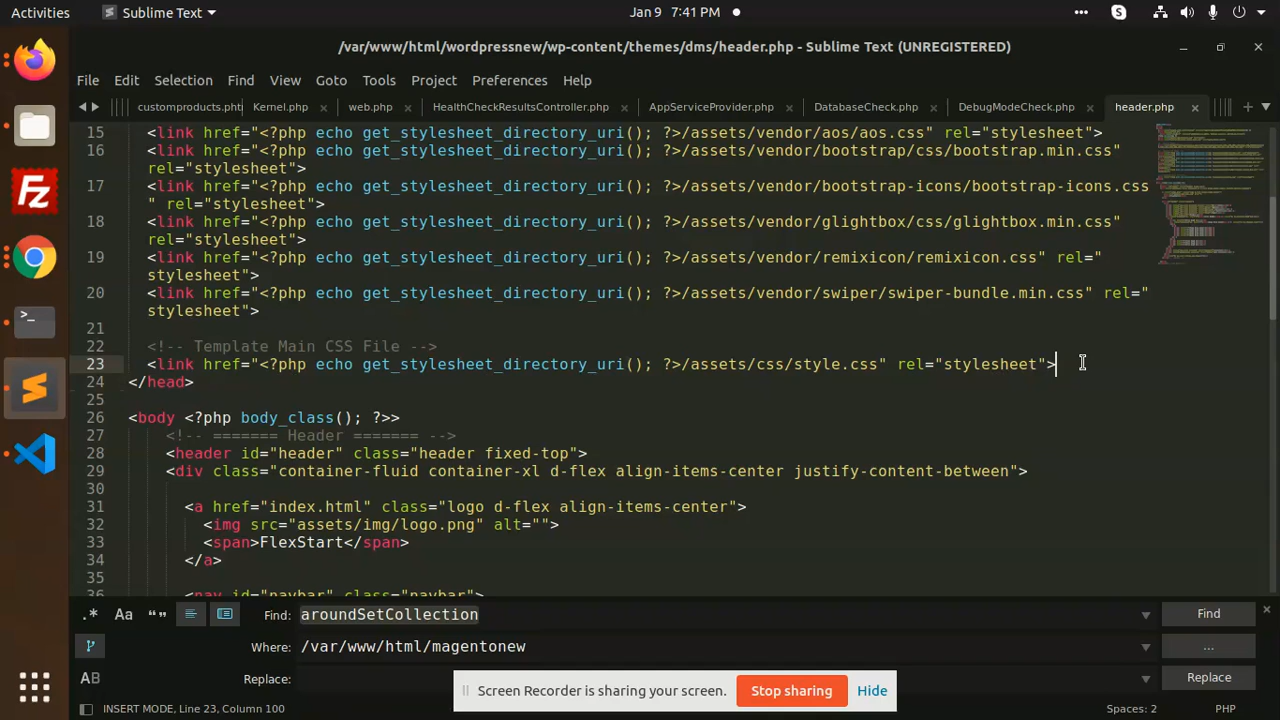 Activities
Sublime Text
Jan 9 7:41 PM
/var/www/html/wordpressnew/wp-content/themes/dms/header.php - Sublime Text (UNREGISTERED)
File Edit Selection Find View Goto Tools Project Preferences Help
customproducts.pht Kernel.php web.php HealthCheckResultsController.php AppServiceProvider.php DatabaseCheck.php DebugModeCheck.php header.php
15 <link href="<?php echo get_stylesheet_directory_uri(); ?>/assets/vendor/aos/aos.css" rel="stylesheet">
16 <link href="<?php echo get_stylesheet_directory_uri(); ?>/assets/vendor/bootstrap/css/bootstrap.min.css"
rel="stylesheet">
17 <link href="<?php echo get_stylesheet_directory_uri(); ?>/assets/vendor/bootstrap-icons/bootstrap-icons.css
" rel="stylesheet">
18 <link href="<?php echo get_stylesheet_directory_uri(); ?>/assets/vendor/glightbox/css/glightbox.min.css"
rel="stylesheet">
19 <link href="<?php echo get_stylesheet_directory_uri(); ?>/assets/vendor/remixicon/remixicon.css" rel="
stylesheet">
20 <link href="<?php echo get_stylesheet_directory_uri(); ?>/assets/vendor/swiper/swiper-bundle.min.css" rel="
stylesheet">
21
22 <!-- Template Main CSS File -->
23 <link href="<?php echo get_stylesheet_directory_uri(); ?>/assets/css/style.css" rel="stylesheet">
24 </head>
25
26 <body <?php body_class(); ?>>
27 <!-- ======= Header ======= -->
28 <header id="header" class="header fixed-top">
29 <div class="container-fluid container-xl d-flex align-items-center justify-content-between">
30
31 <a href="index.html" class="logo d-flex align-items-center">
32 <img src="assets/img/logo.png" alt="">
33 <span>FlexStart</span>
34 </a>
35
36 <nav id="navbar" class="navbar">
Find: aroundSetCollection Find
Where: /var/www/html/magentonew ...
Replace: Replace
Screen Recorder is sharing your screen. Stop sharing Hide
INSERT MODE, Line 23, Column 100 Spaces: 2 PHP